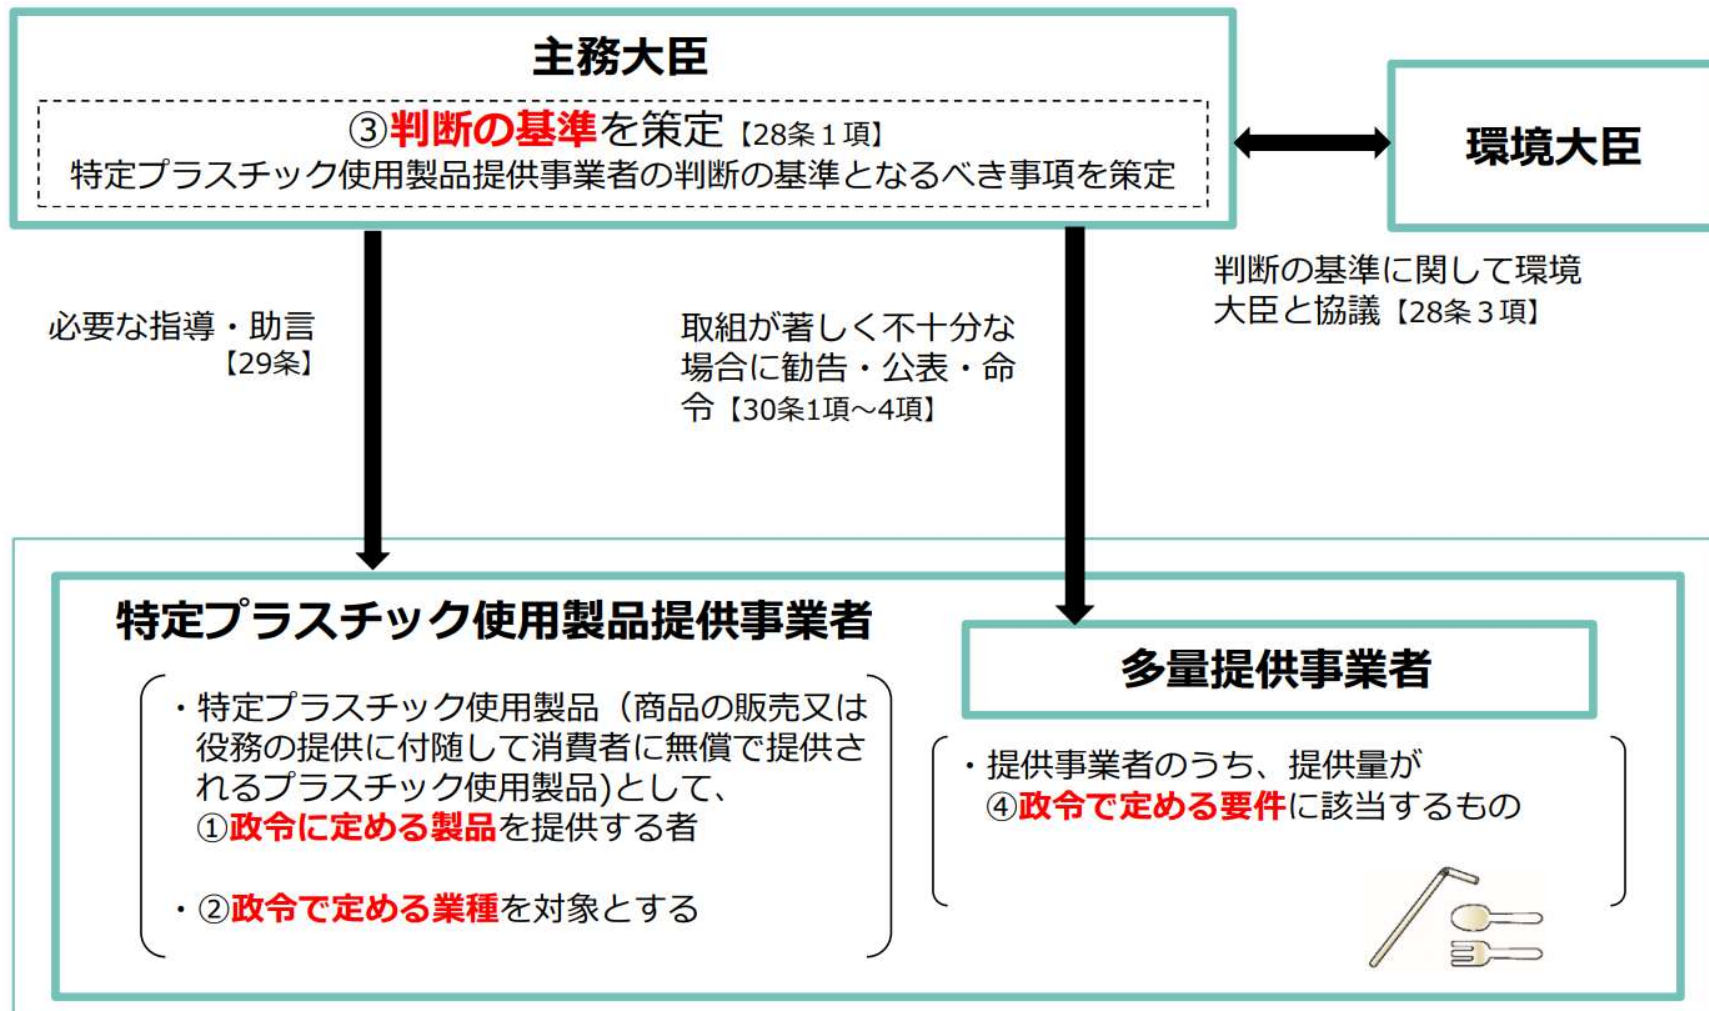 主務大臣
③判断の基準を策定【28条１項】
特定プラスチック使用製品提供事業者の判断の基準となるべき事項を策定
環境大臣
判断の基準に関して環境
大臣と協議【28条３項】
必要な指導・助言
【29条】
取組が著しく不十分な
場合に勧告・公表・命
令【30条1項～4項】
特定プラスチック使用製品提供事業者
・特定プラスチック使用製品（商品の販売又は
役務の提供に付随して消費者に無償で提供さ
れるプラスチック使用製品)として、
①政令に定める製品を提供する者
・②政令で定める業種を対象とする
多量提供事業者
・提供事業者のうち、提供量が
④政令で定める要件に該当するもの